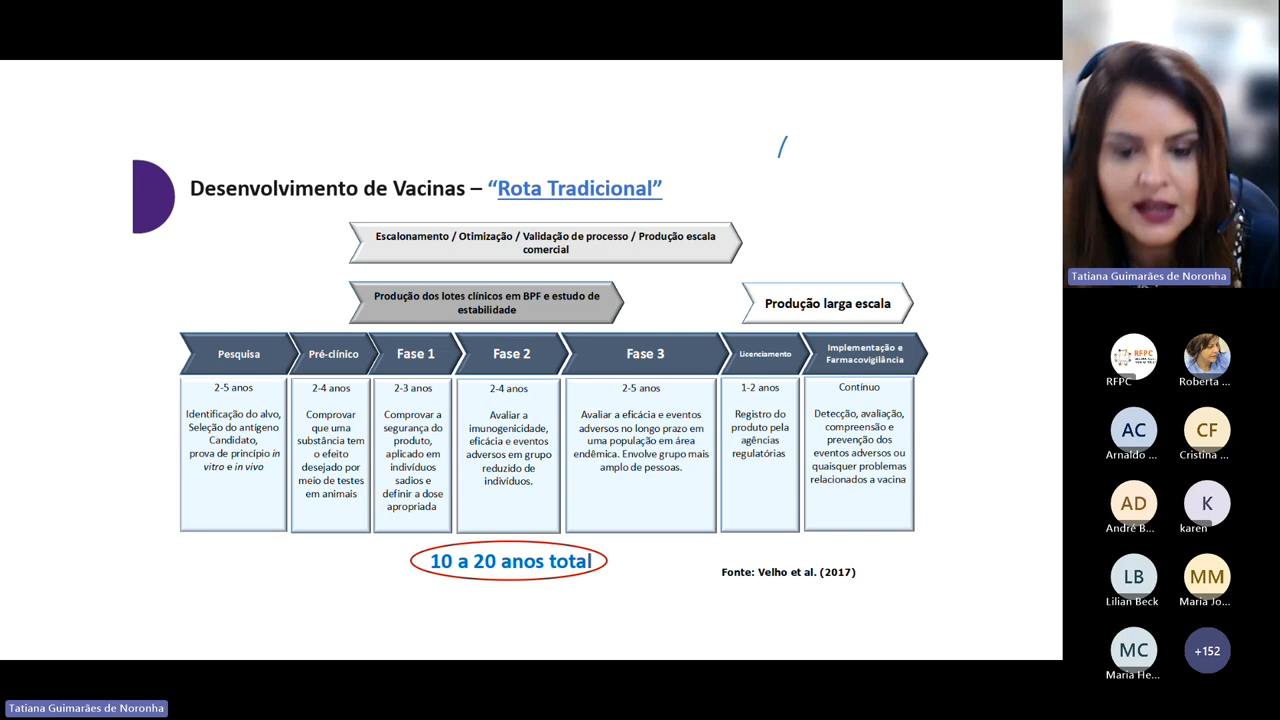 Desenvolvimento de Vacinas – “Rota Tradicional”
Escalonamento / Otimização / Validação de processo / Produção escala
comercial
Produção dos lotes clínicos em BPF e estudo de
estabilidade
Produção larga escala
Pesquisa
Pré-clínico
Fase 1
Fase 2
Fase 3
Licenciamento
Implementação e
Farmacovigilância
2-5 anos
Identificação do alvo,
Seleção do antígeno
Candidato,
prova de princípio in
vitro e in vivo
2-4 anos
Comprovar
que uma
substância tem
o efeito
desejado por
meio de testes
em animais
2-3 anos
Comprovar a
segurança do
produto,
aplicado em
indivíduos
sadios e
definir a dose
apropriada
2-4 anos
Avaliar a
imunogenicidade,
eficácia e eventos
adversos em grupo
reduzido de
indivíduos.
2-5 anos
Avaliar a eficácia e eventos
adversos no longo prazo em
uma população em área
endêmica. Envolve grupo mais
amplo de pessoas.
1-2 anos
Registro do
produto pela
agências
regulatórias
Contínuo
Detecção, avaliação,
compreensão e
prevenção dos
eventos adversos ou
quaisquer problemas
relacionados a vacina
10 a 20 anos total
Fonte: Velho et al. (2017)
Tatiana Guimarães de Noronha
RFPC
RFPC
Roberta ...
AC
Arnaldo ...
CF
Cristina ...
AD
André B...
K
karen
LB
Lilian Beck
MM
Maria Jo...
MC
Maria He...
+152
Tatiana Guimarães de Noronha